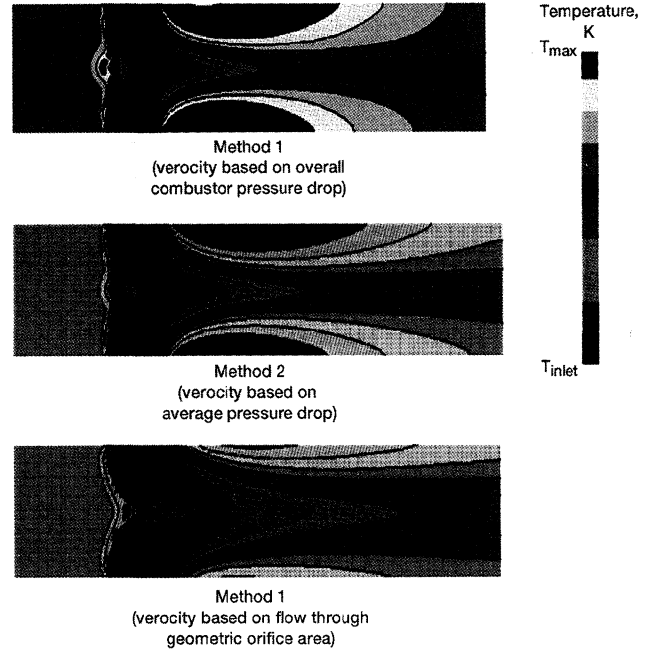 Temperature,
K
Tmax
Method 1
(verocity based on overall
combustor pressure drop)
Method 2
(verocity based on
average pressure drop)
Tinlet
Method 1
(verocity based on flow through
geometric orifice area)